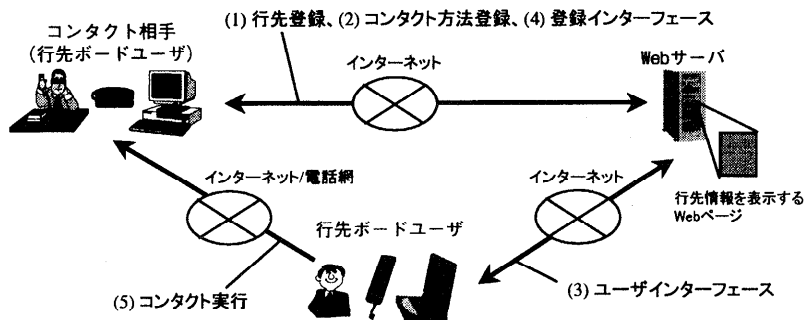 (1) 行先登録、(2) コンタクト方法登録、(4) 登録インターフェース
コンタクト相手
(行先ボードユーザ)
インターネット
Webサーバ
インターネット/電話網
インターネット
行先情報を表示する
Webページ
行先ボードユーザ
(5) コンタクト実行
(3) ユーザインターフェース